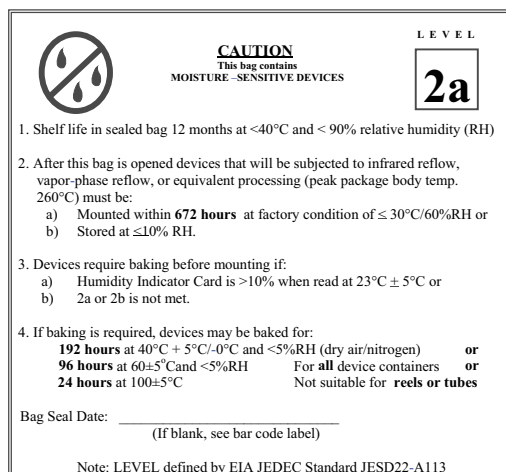 LEVEL
CAUTION
This bag contains
MOISTURE –SENSITIVE DEVICES
2a
1. Shelf life in sealed bag 12 months at <40°C and < 90% relative humidity (RH)
2. After this bag is opened devices that will be subjected to infrared reflow,
vapor-phase reflow, or equivalent processing (peak package body temp.
260°C) must be:
a) Mounted within 672 hours at factory condition of ≤ 30°C/60%RH or
b) Stored at ≤10% RH.
3. Devices require baking before mounting if:
a) Humidity Indicator Card is >10% when read at 23°C ± 5°C or
b) 2a or 2b is not met.
4. If baking is required, devices may be baked for:
192 hours at 40°C + 5°C/-0°C and <5%RH (dry air/nitrogen) or
96 hours at 60±5°Cand <5%RH For all device containers or
24 hours at 100±5°C Not suitable for reels or tubes
Bag Seal Date: ______________________________
(If blank, see bar code label)
Note: LEVEL defined by EIA JEDEC Standard JESD22-A113